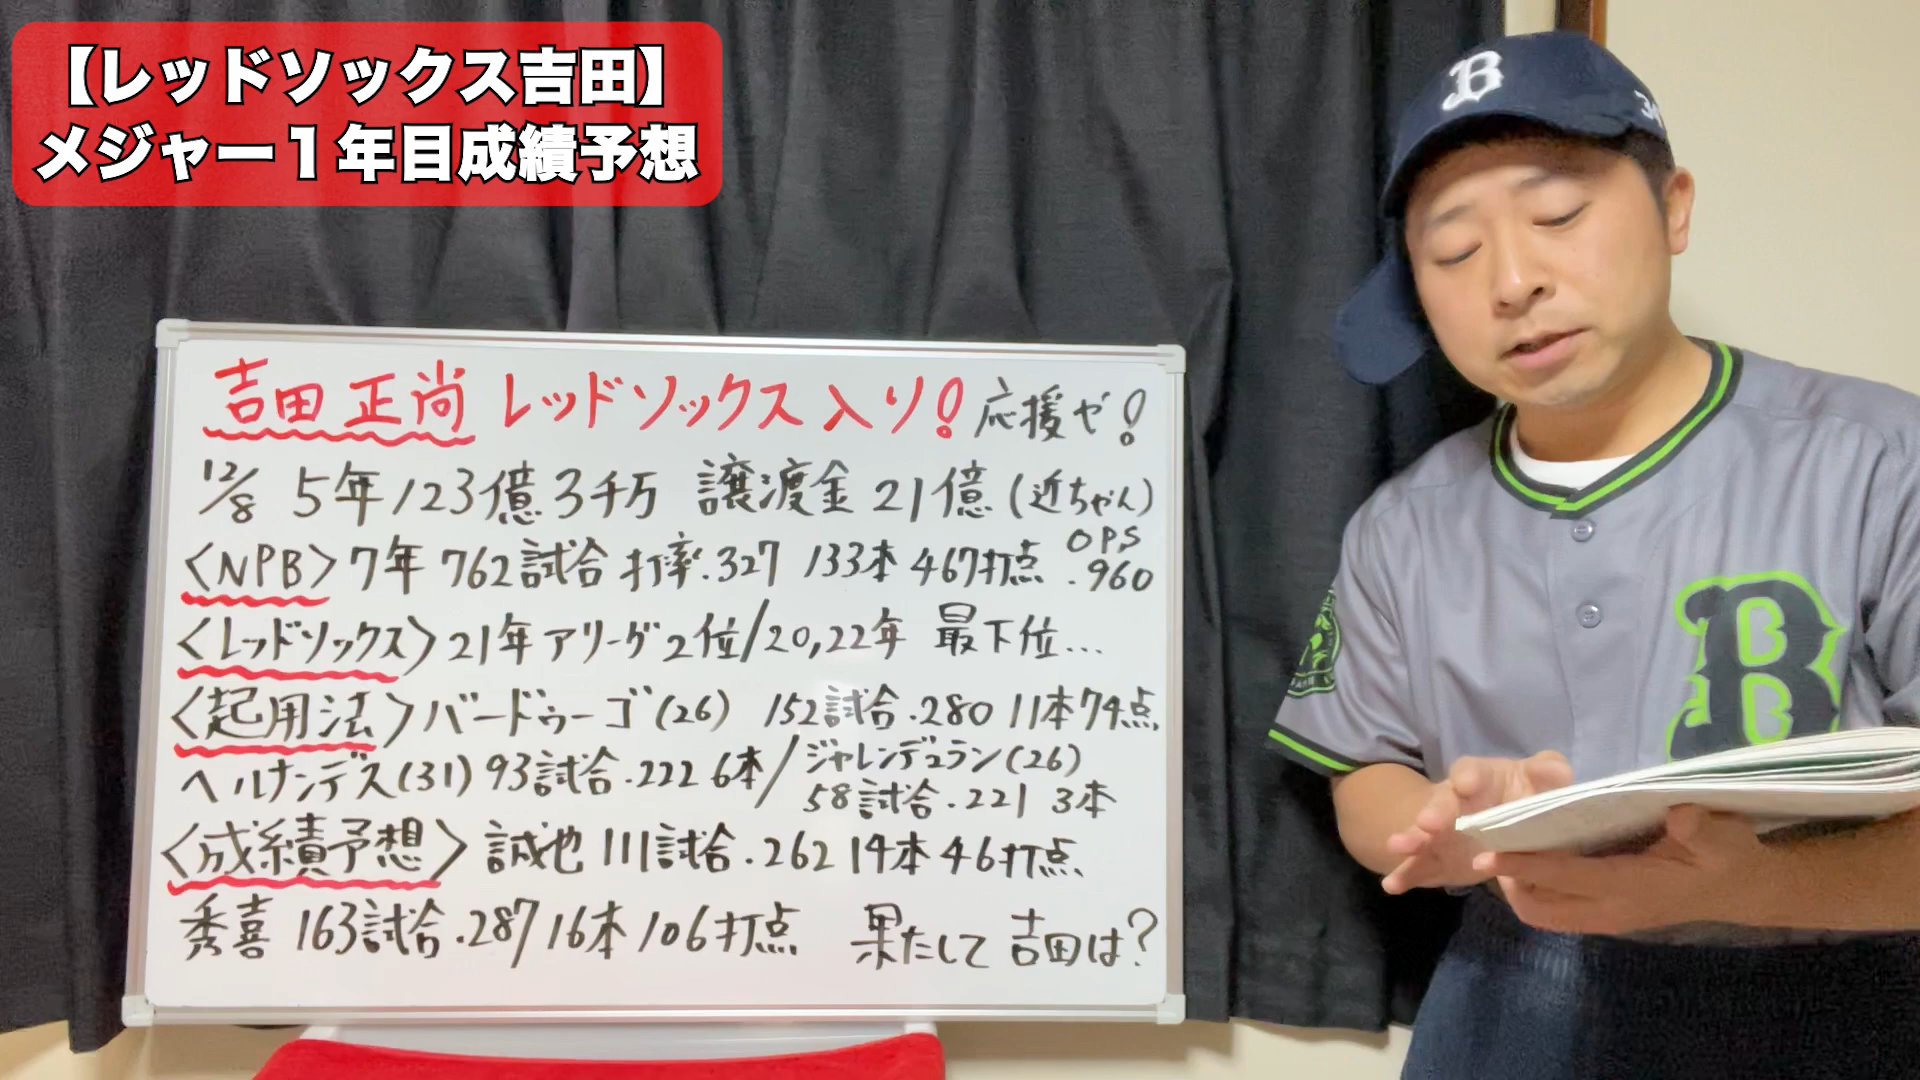 【レッドソックス吉田】
メジャー1年目成績予想
吉田正尚 レッドソックス入り! 応援ゼ!
12/8 5年123億3千万 譲渡金21億(近ちゃん)
〈NPB〉7年 762試合 打率.327 133本 467打点 OPS .960
〈レッドソックス〉21年アリーグ2位/20,22年 最下位...
〈起用法〉バードゥーゴ(26) 152試合.280 11本74点
ヘルナンデス(31)93試合.222 6本/ジャレンデュラン(26)
58試合.221 3本
〈成績予想〉誠也 111試合.262 14本46打点
秀喜 163試合.287 16本 106打点 果たして吉田は?
B
34
B